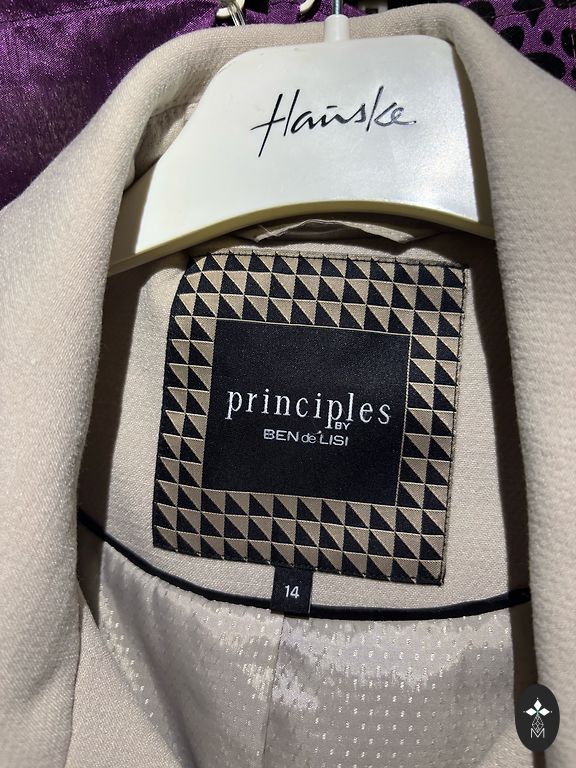 Hauske
principles
BY
BEN de LISI
14
M